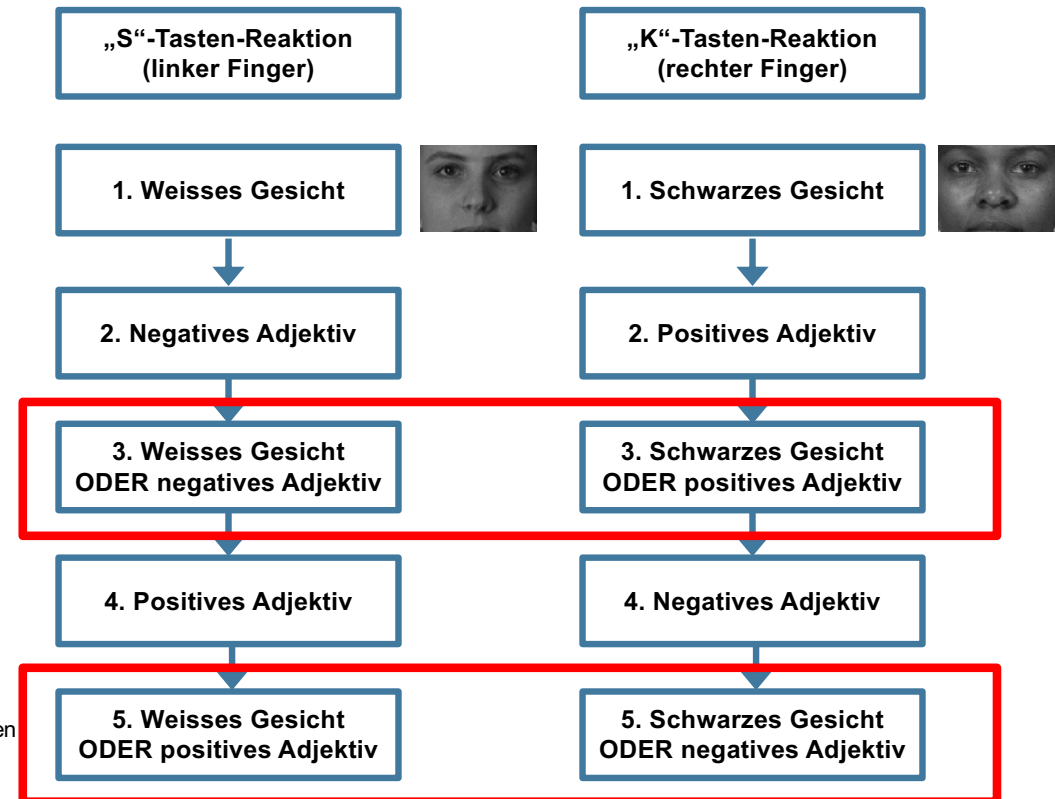 „S“-Tasten-Reaktion
(linker Finger)
„K“-Tasten-Reaktion
(rechter Finger)
1. Weisses Gesicht
1. Schwarzes Gesicht
2. Negatives Adjektiv
2. Positives Adjektiv
3. Weisses Gesicht
ODER negatives Adjektiv
3. Schwarzes Gesicht
ODER positives Adjektiv
4. Positives Adjektiv
4. Negatives Adjektiv
en
5. Weisses Gesicht
ODER positives Adjektiv
5. Schwarzes Gesicht
ODER negatives Adjektiv